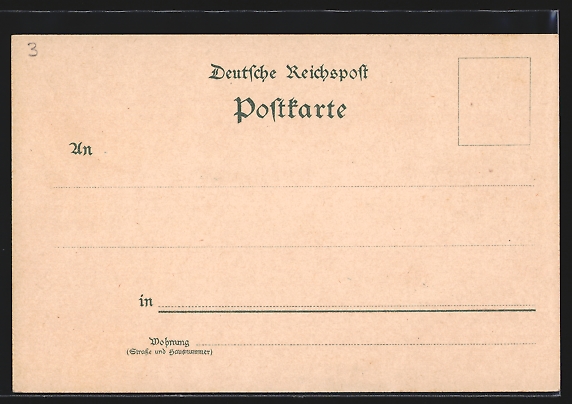 3
Deutsche Reichspost
Postkarte
An
in
Wohnung
(Straße und Hausnummer)